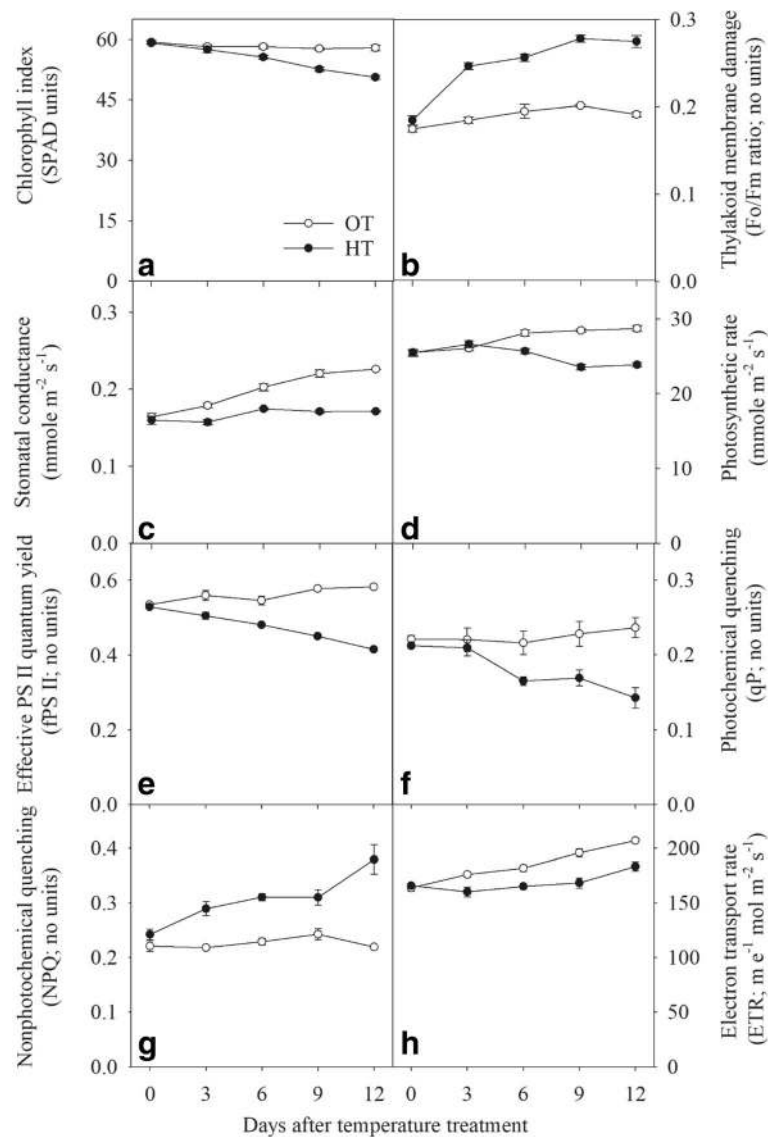 60
45
30
15
0
Chlorophyll index
(SPAD units)
OT
HT
a
0.3
0.2
0.1
0.0
Thylakoid membrane damage
(Fo/Fm ratio; no units)
b
0.3
0.2
0.1
0.0
Stomatal conductance
(mmole m⁻² s⁻¹)
c
30
20
10
0
Photosynthetic rate
(mmole m⁻² s⁻¹)
d
0.6
0.4
0.2
0.0
Effective PS II quantum yield
(fPS II; no units)
e
0.3
0.2
0.1
0.0
Photochemical quenching
(qP; no units)
f
0.4
0.3
0.2
0.1
0.0
Nonphotochemical quenching
(NPQ; no units)
g
200
150
100
50
0
Electron transport rate
(ETR; m e⁻¹ mol m⁻² s⁻¹)
h
0 3 6 9 12 0 3 6 9 12
Days after temperature treatment